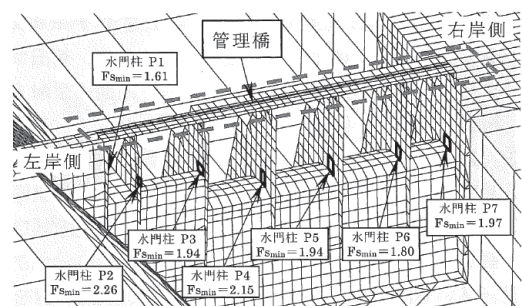 右岸側
管理橋
水門柱 P1
Fsmin=1.61
左岸側
水門柱 P2
Fsmin=2.26
水門柱 P3
Fsmin=1.94
水門柱 P4
Fsmin=2.15
水門柱 P5
Fsmin=1.94
水門柱 P6
Fsmin=1.80
水門柱 P7
Fsmin=1.97